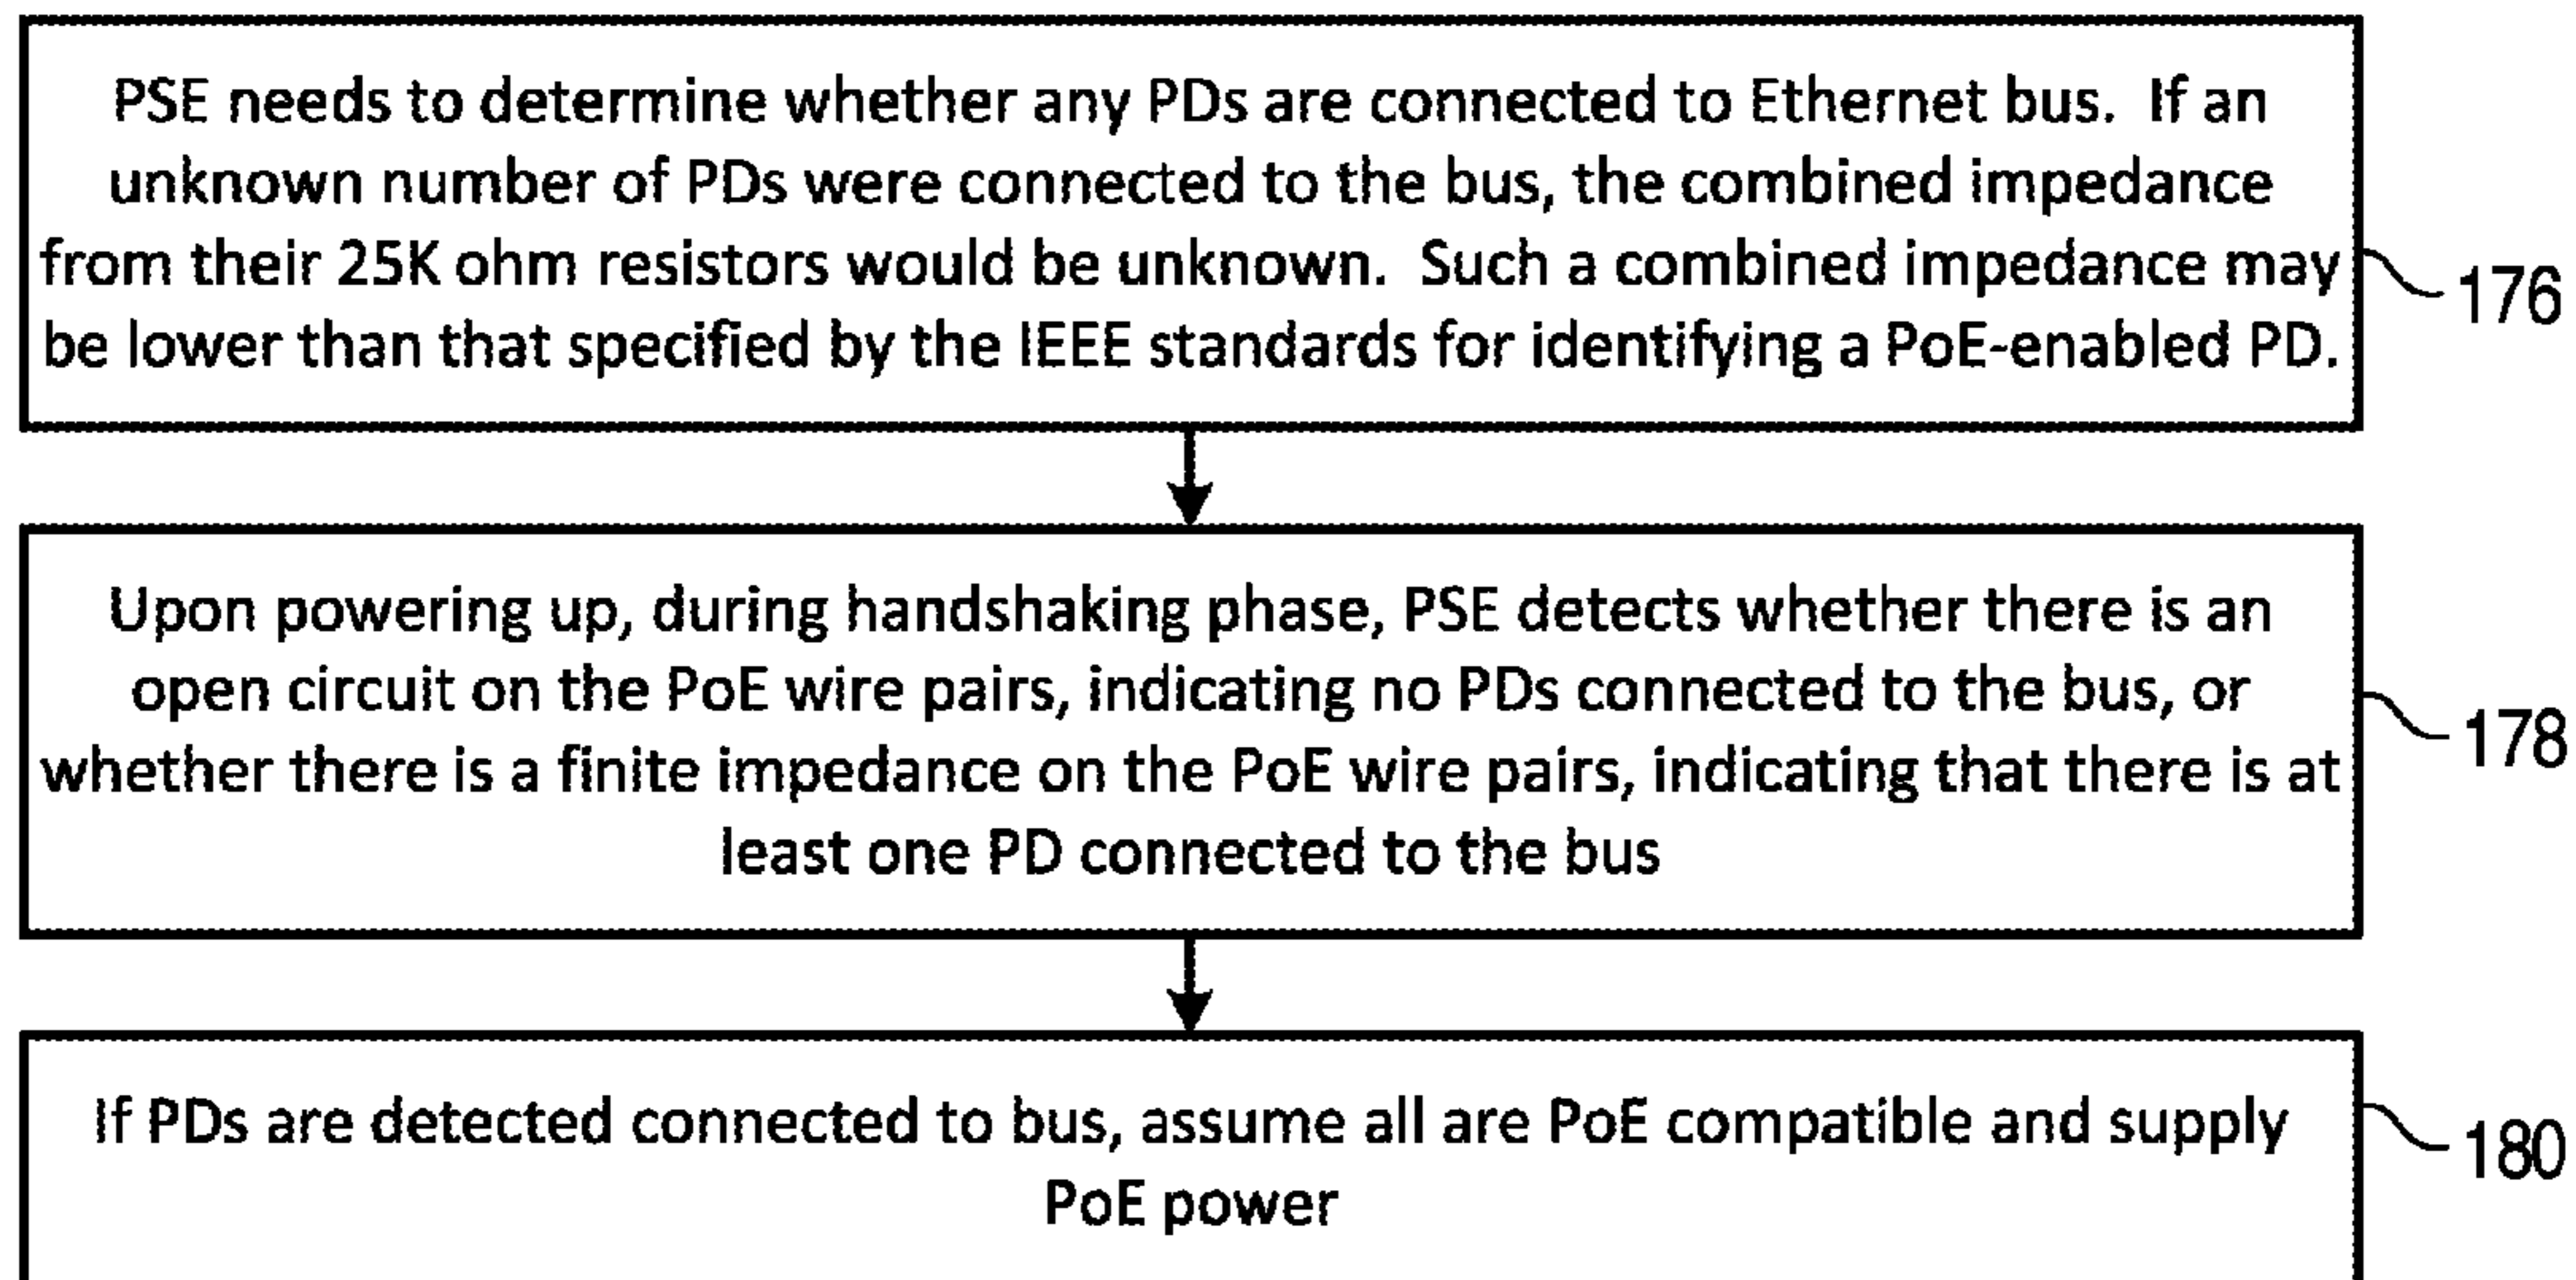 PSE needs to determine whether any PDs are connected to Ethernet bus. If an
unknown number of PDs were connected to the bus, the combined impedance
from their 25K ohm resistors would be unknown. Such a combined impedance may
be lower than that specified by the IEEE standards for identifying a PoE-enabled PD.
176
Upon powering up, during handshaking phase, PSE detects whether there is an
open circuit on the PoE wire pairs, indicating no PDs connected to the bus, or
whether there is a finite impedance on the PoE wire pairs, indicating that there is at
least one PD connected to the bus
178
If PDs are detected connected to bus, assume all are PoE compatible and supply
PoE power
180